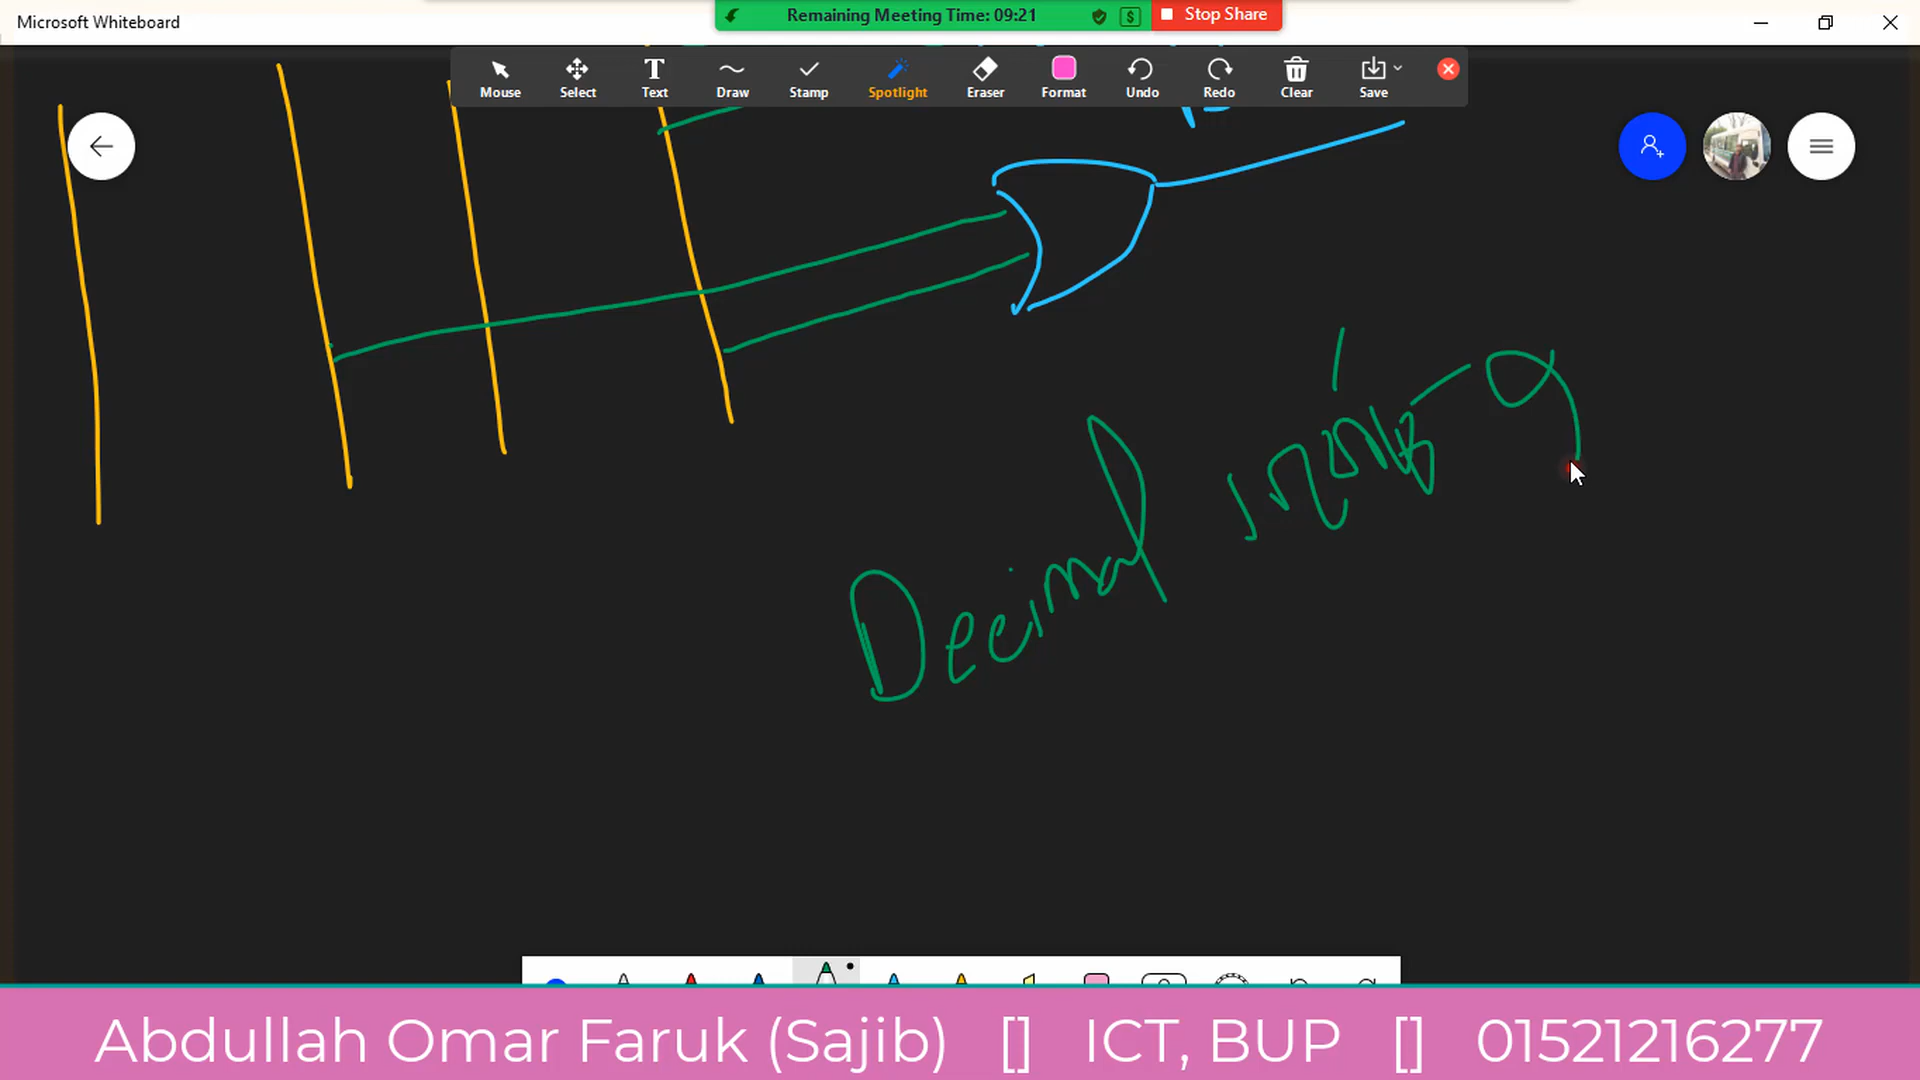 Microsoft Whiteboard
Remaining Meeting Time: 09:21
$
Stop Share
Mouse
Select
Text
Draw
Stamp
Spotlight
Eraser
Format
Undo
Redo
Clear
Save
Decimal
Abdullah Omar Faruk (Sajib) [] ICT, BUP [] 01521216277